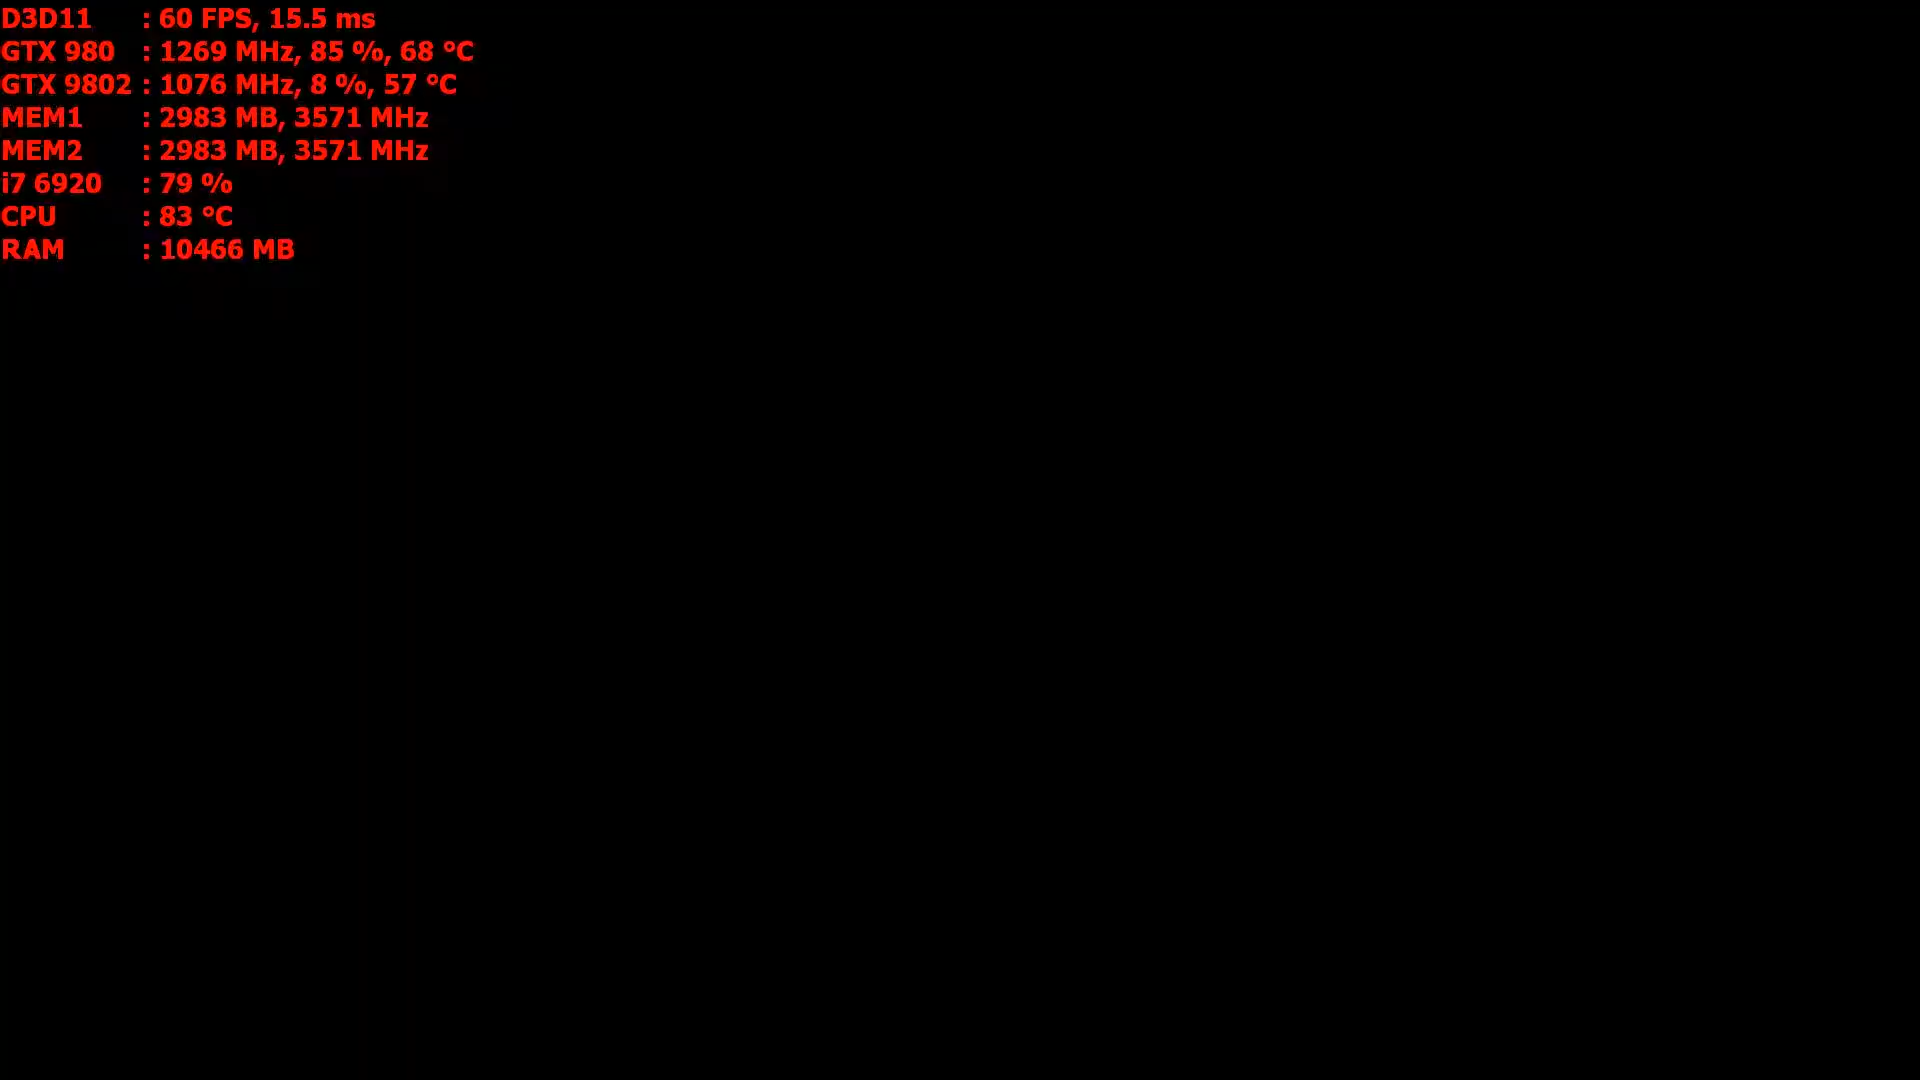 D3D11 : 60 FPS, 15.5 ms
GTX 980 : 1269 MHz, 85 %, 68 °C
GTX 9802 : 1076 MHz, 8 %, 57 °C
MEM1 : 2983 MB, 3571 MHz
MEM2 : 2983 MB, 3571 MHz
i7 6920 : 79 %
CPU : 83 °C
RAM : 10466 MB